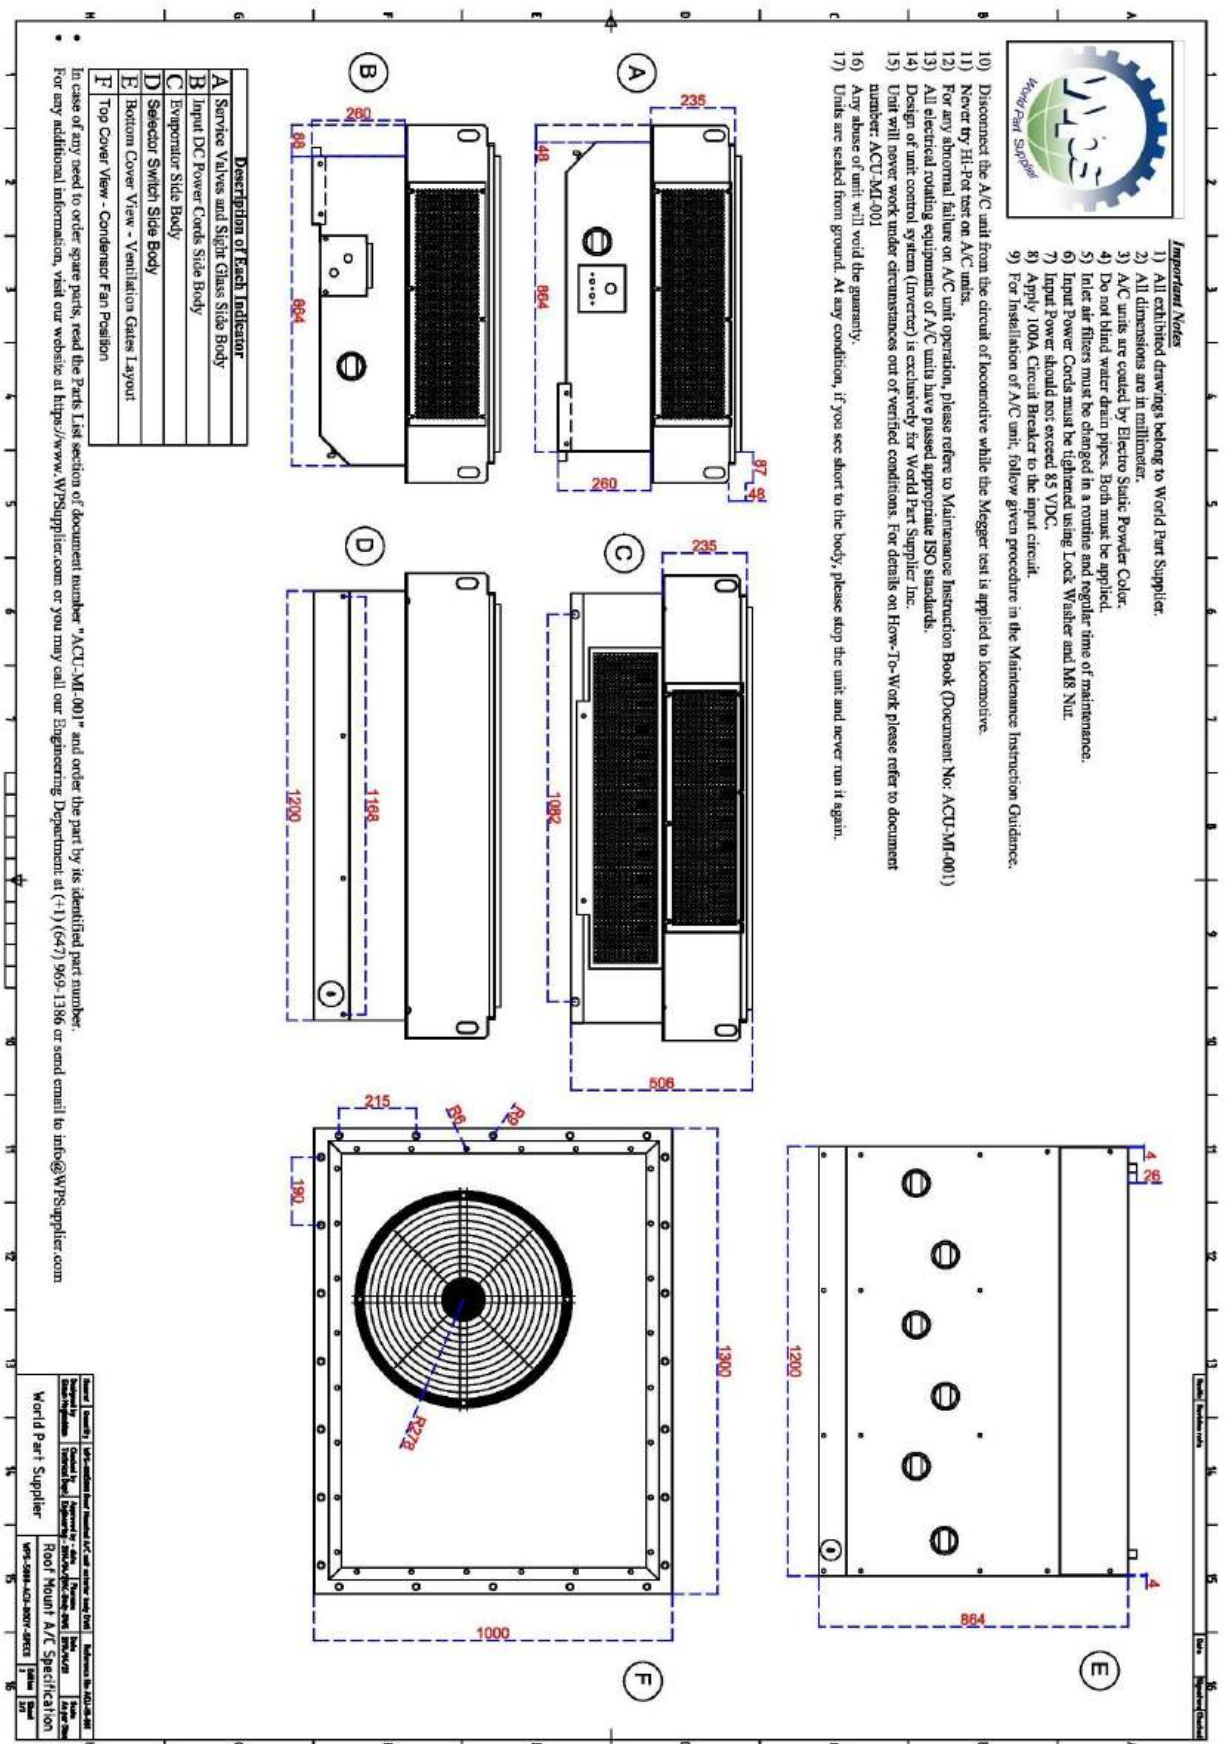 World Part Supplier
Important Notes
1) All exhibited drawings belong to World Part Supplier.
2) All dimensions are in millimeter.
3) A/C units are coated by Electro Static Powder Color.
4) Do not blind water drain pipes. Both must be applied.
5) Inlet air filters must be changed in a routine and regular time of maintenance.
6) Input Power Cords must be tightened using Lock Washer and M8 Nut.
7) Input Power should not exceed 85 VDC.
8) Apply 100A Circuit Breaker to the input circuit.
9) For Installation of A/C unit, follow given procedure in the Maintenance Instruction Guidance.
10) Disconnect the A/C unit from the circuit of locomotive while the Megger test is applied to locomotive.
11) Never try Hi-Pot test on A/C units.
12) For any abnormal failure on A/C unit operation, please refere to Maintenance Instruction Book (Document No: ACU-MI-001)
13) All electrical rotating equipments of A/C units have passed appropriate ISO standards.
14) Design of unit control system (Inverter) is exclusively for World Part Supplier Inc.
15) Unit will never work under circumstances out of verified conditions. For details on How-To-Work please refer to document
number: ACU-MI-001
16) Any abuse of unit will void the guaranty.
17) Units are sealed from ground. At any condition, if you see short to the body, please stop the unit and never run it again.
A
235
48
864
260
87
48
C
235
1082
506
E
4
26
1200
864
4
B
260
88
864
D
1168
1200
F
215
R6
R9
190
R278
1300
1000
Description of Each Indicator
A Service Valves and Sight Glass Side Body
B Input DC Power Cords Side Body
C Evaporator Side Body
D Selector Switch Side Body
E Bottom Cover View - Ventilation Gates Layout
F Top Cover View - Condensor Fan Position
• In case of any need to order spare parts, read the Parts List section of document number "ACU-MI-001" and order the part by its identified part number.
• For any additional information, visit our website at https://www.WPSupplier.com or you may call our Engineering Department at (+1) (647) 969-1386 or send email to info@WPSupplier.com
World Part Supplier
Roof Mount A/C Specification
WPS-5000-ACU-BODY-SPECS